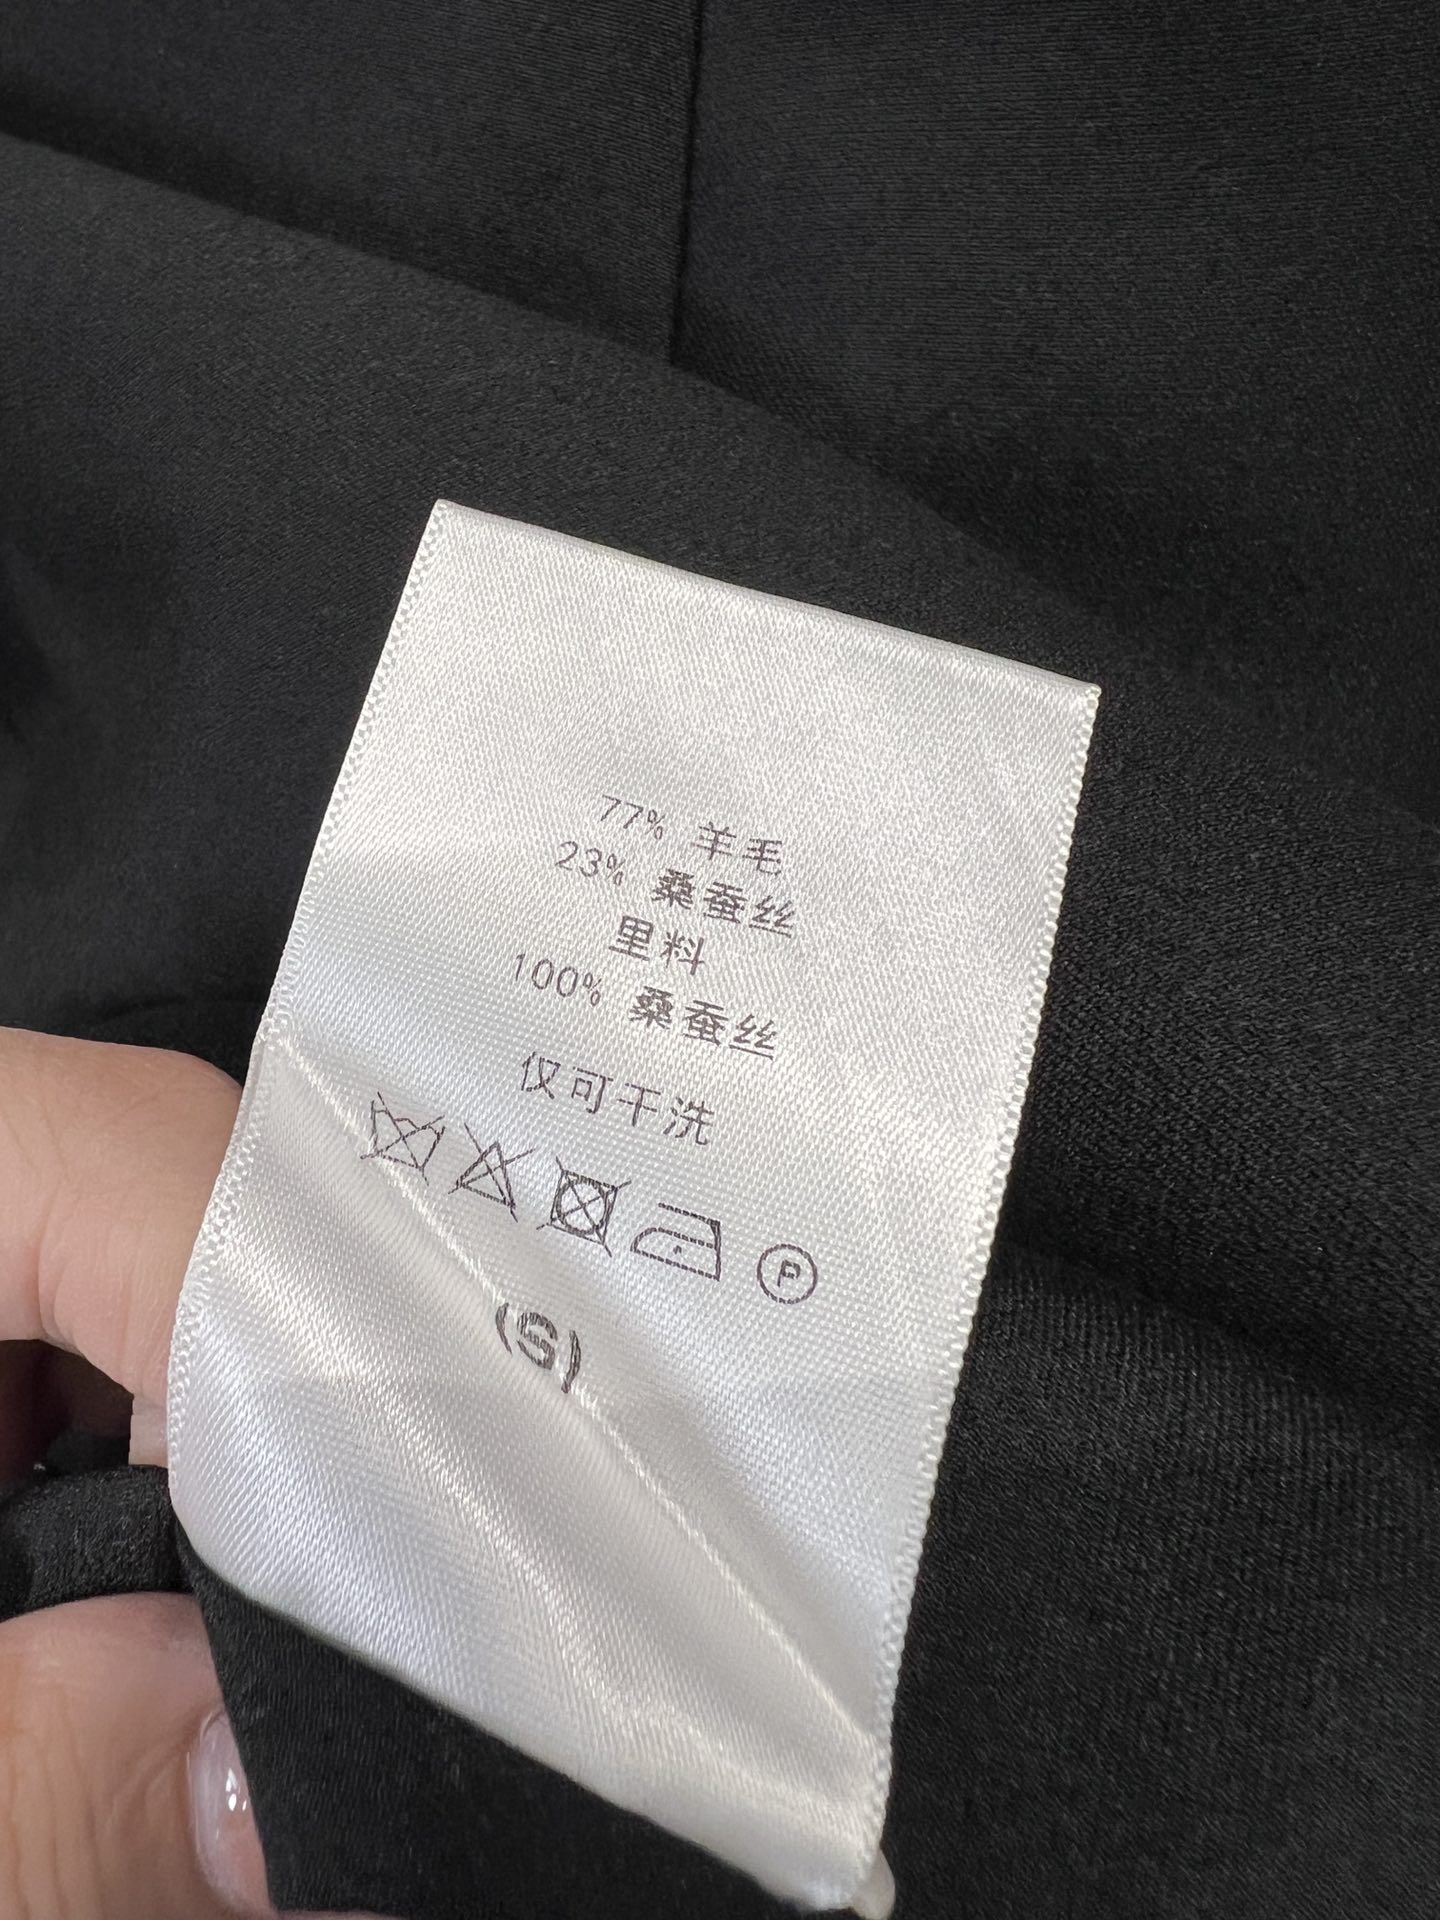 77% 羊毛
23% 桑蚕丝
里料
100% 桑蚕丝
仅可干洗
P
(S)